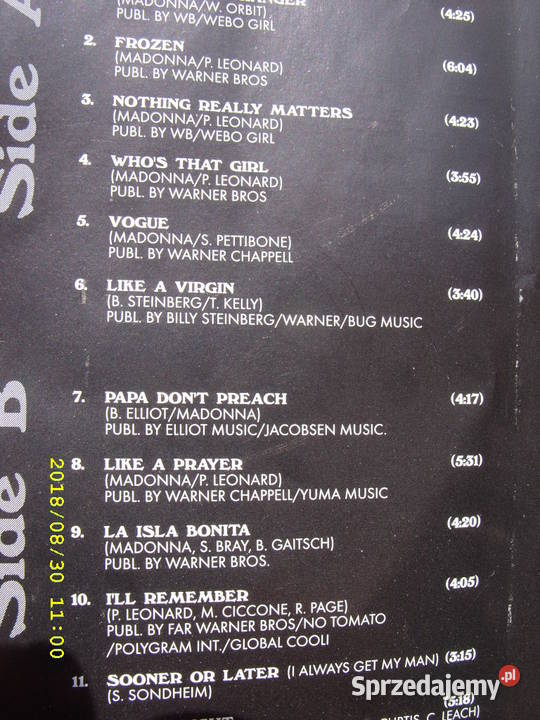 (MADONNA/W. ORBIT) (4:25)
PUBL. BY WB/WEBO GIRL
2. FROZEN (6:04)
(MADONNA/P. LEONARD)
PUBL. BY WARNER BROS
3. NOTHING REALLY MATTERS (4:23)
(MADONNA/P. LEONARD)
PUBL. BY WB/WEBO GIRL
4. WHO'S THAT GIRL (3:55)
(MADONNA/P. LEONARD)
PUBL. BY WARNER BROS
5. VOGUE (4:24)
(MADONNA/S. PETTIBONE)
PUBL. BY WARNER CHAPPELL
6. LIKE A VIRGIN (3:40)
(B. STEINBERG/T. KELLY)
PUBL. BY BILLY STEINBERG/WARNER/BUG MUSIC
Side A
7. PAPA DON'T PREACH (4:17)
(B. ELLIOT/MADONNA)
PUBL. BY ELLIOT MUSIC/JACOBSEN MUSIC.
8. LIKE A PRAYER (5:31)
(MADONNA/P. LEONARD)
PUBL. BY WARNER CHAPPELL/YUMA MUSIC
9. LA ISLA BONITA (4:20)
(MADONNA, S. BRAY, B. GAITSCH)
PUBL. BY WARNER BROS.
10. I'LL REMEMBER (4:05)
(P. LEONARD, M. CICCONE, R. PAGE)
PUBL. BY FAR WARNER BROS/NO TOMATO
/POLYGRAM INT./GLOBAL COOLI
11. SOONER OR LATER (I ALWAYS GET MY MAN) (3:15)
(S. SONDHEIM)
(5:18)
CURTIS, C. LEACH)
Side B
2018/08/30 11:00
Sprzedajemy.pl